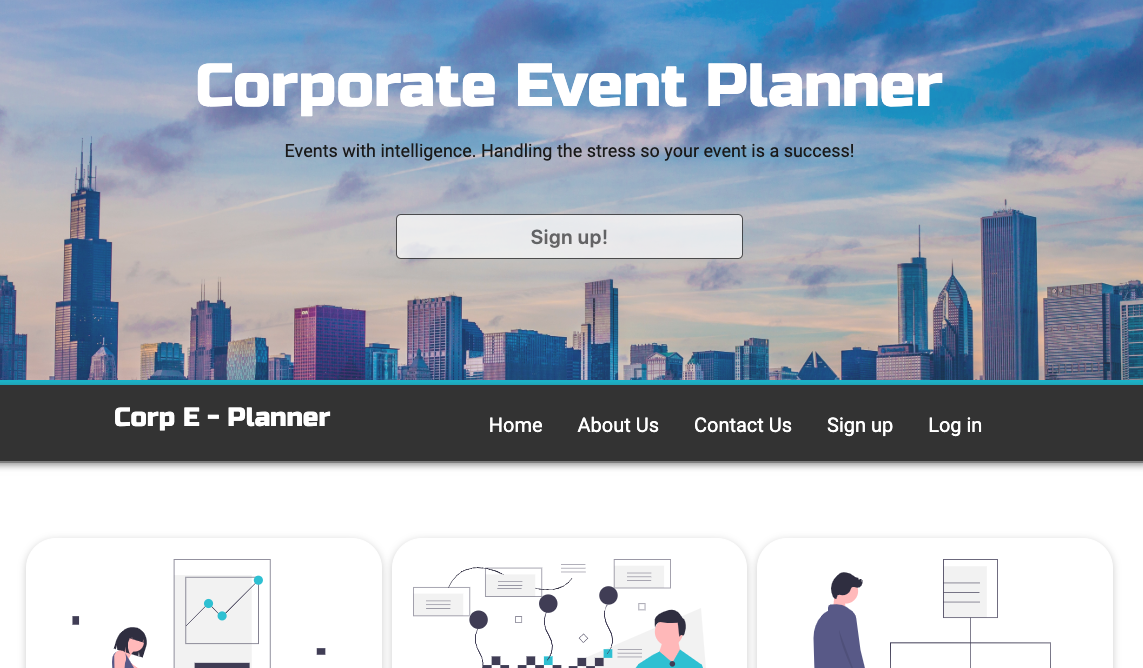 Corporate Event Planner
Events with intelligence. Handling the stress so your event is a success!
Sign up!
Corp E - Planner
Home About Us Contact Us Sign up Log in